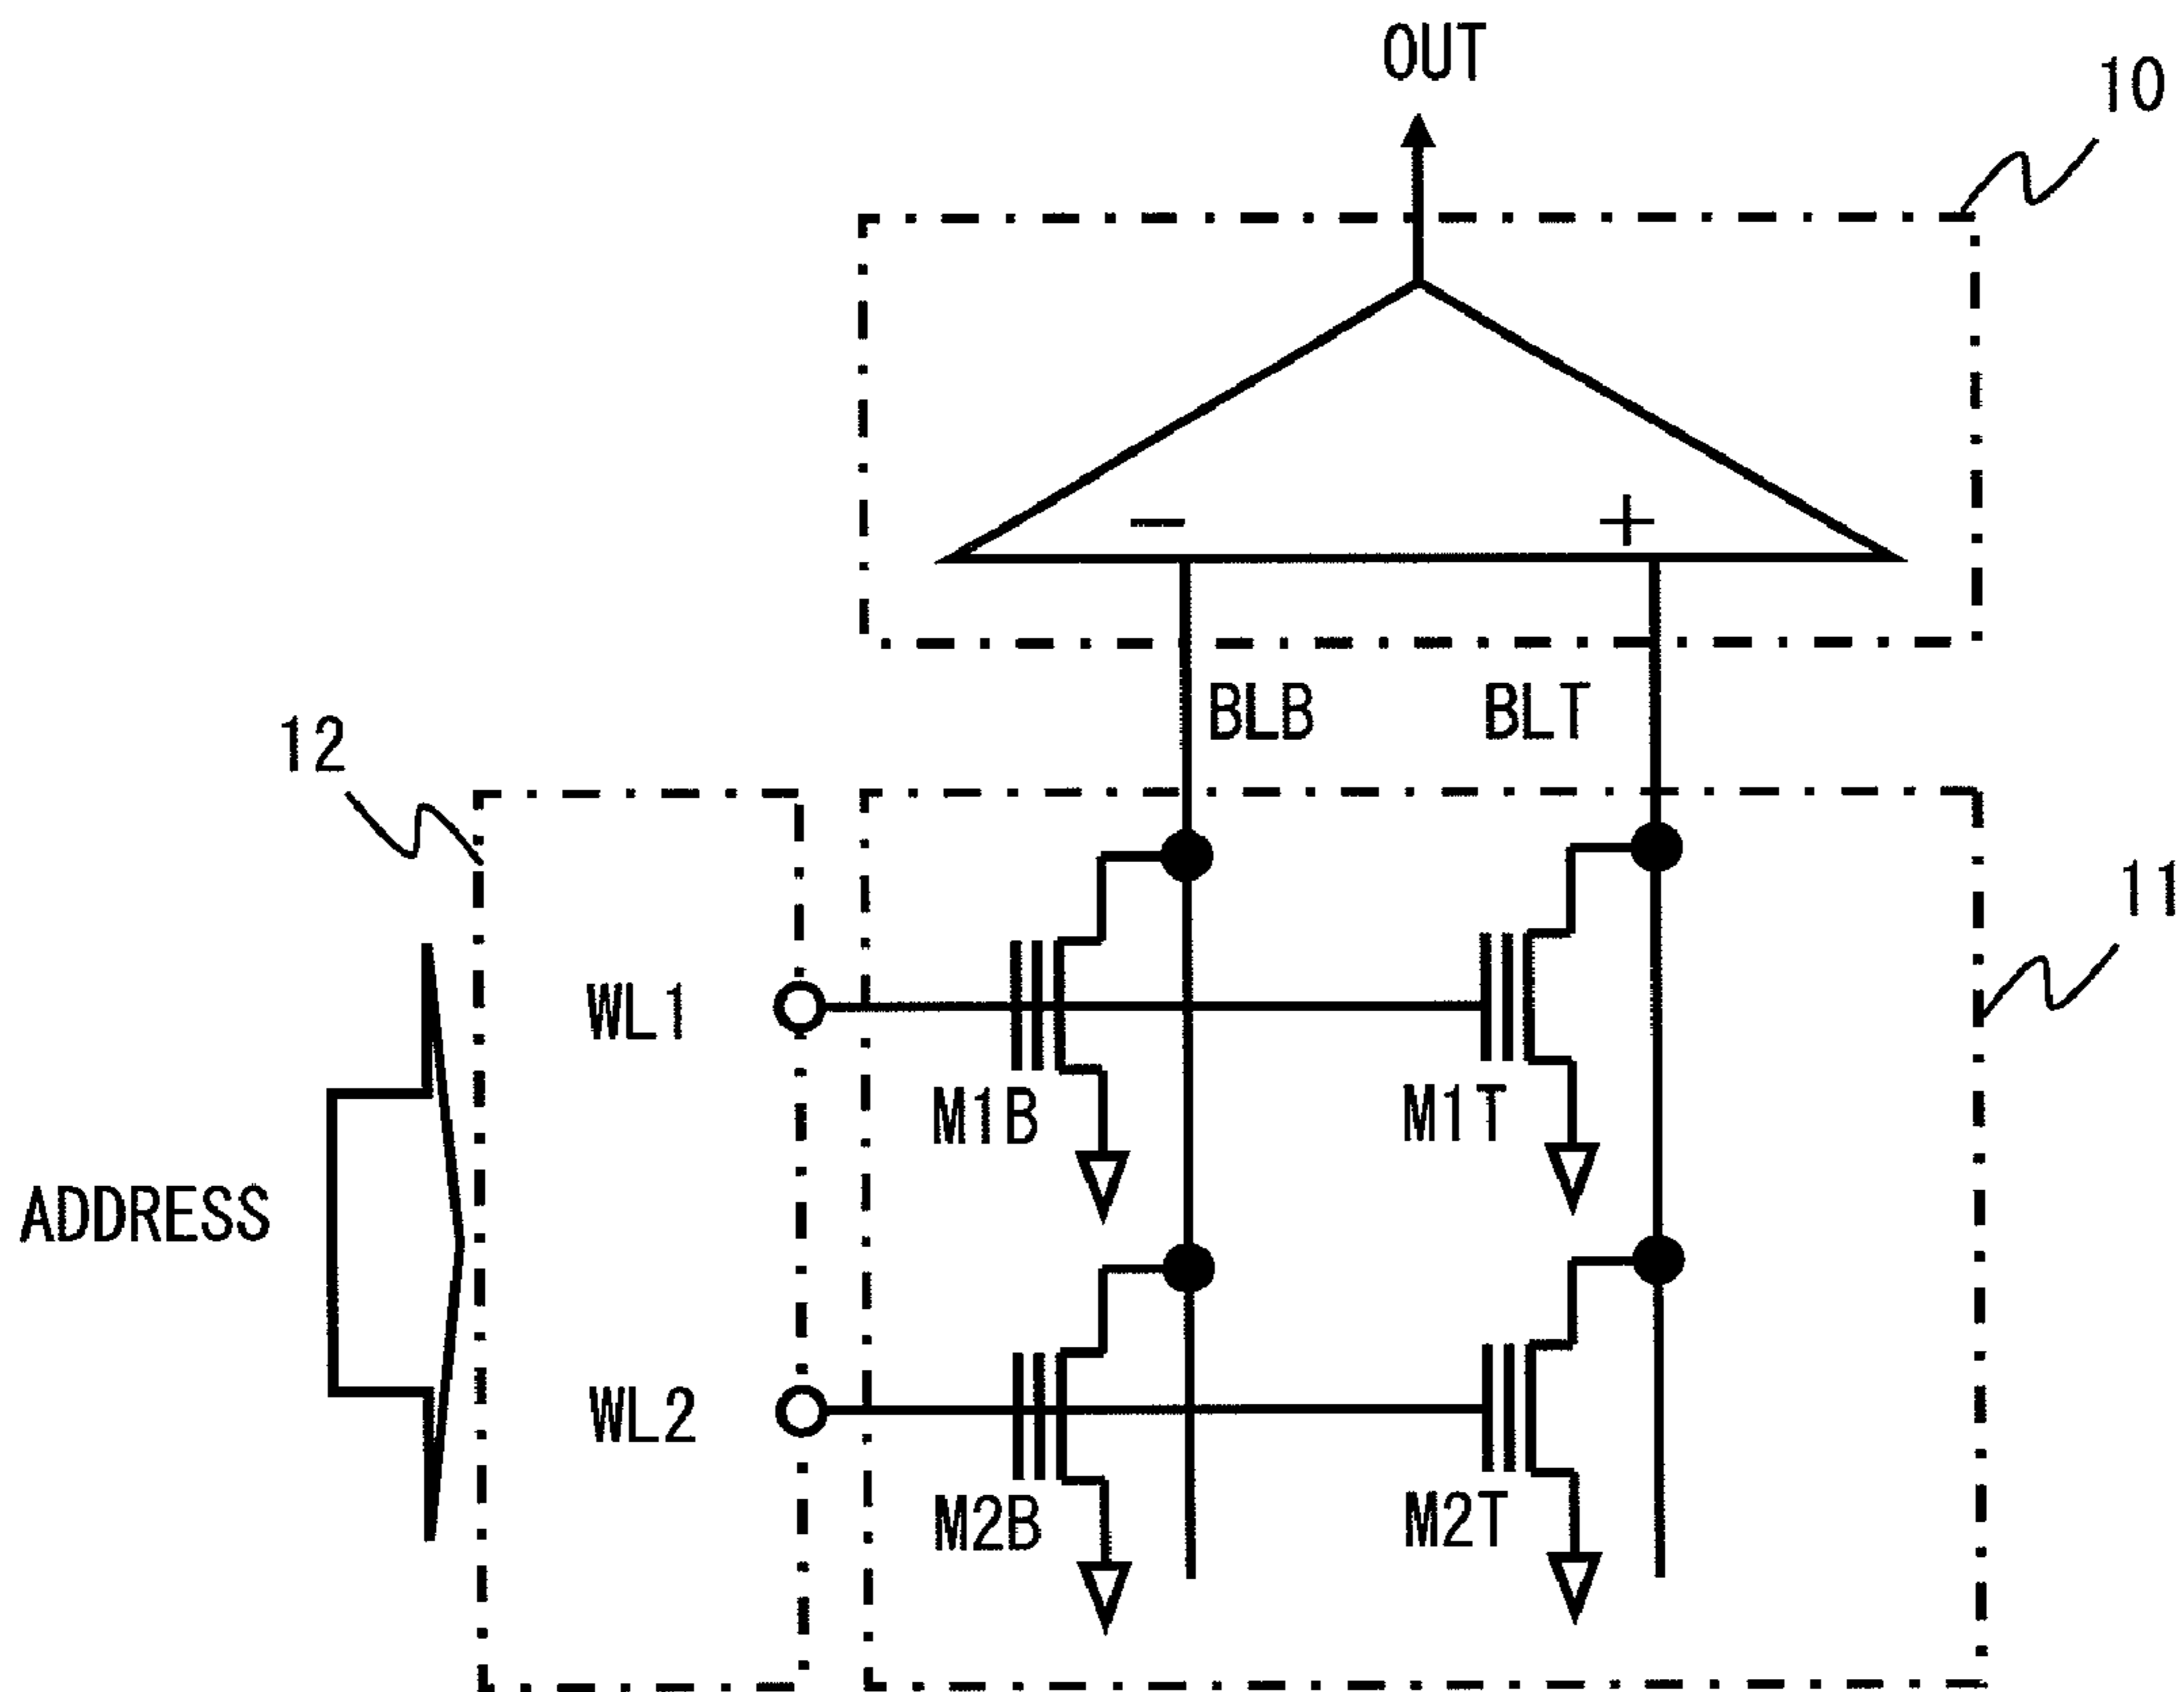 OUT
10
−
+
BLB
BLT
12
11
WL1
M1B
M1T
ADDRESS
WL2
M2B
M2T